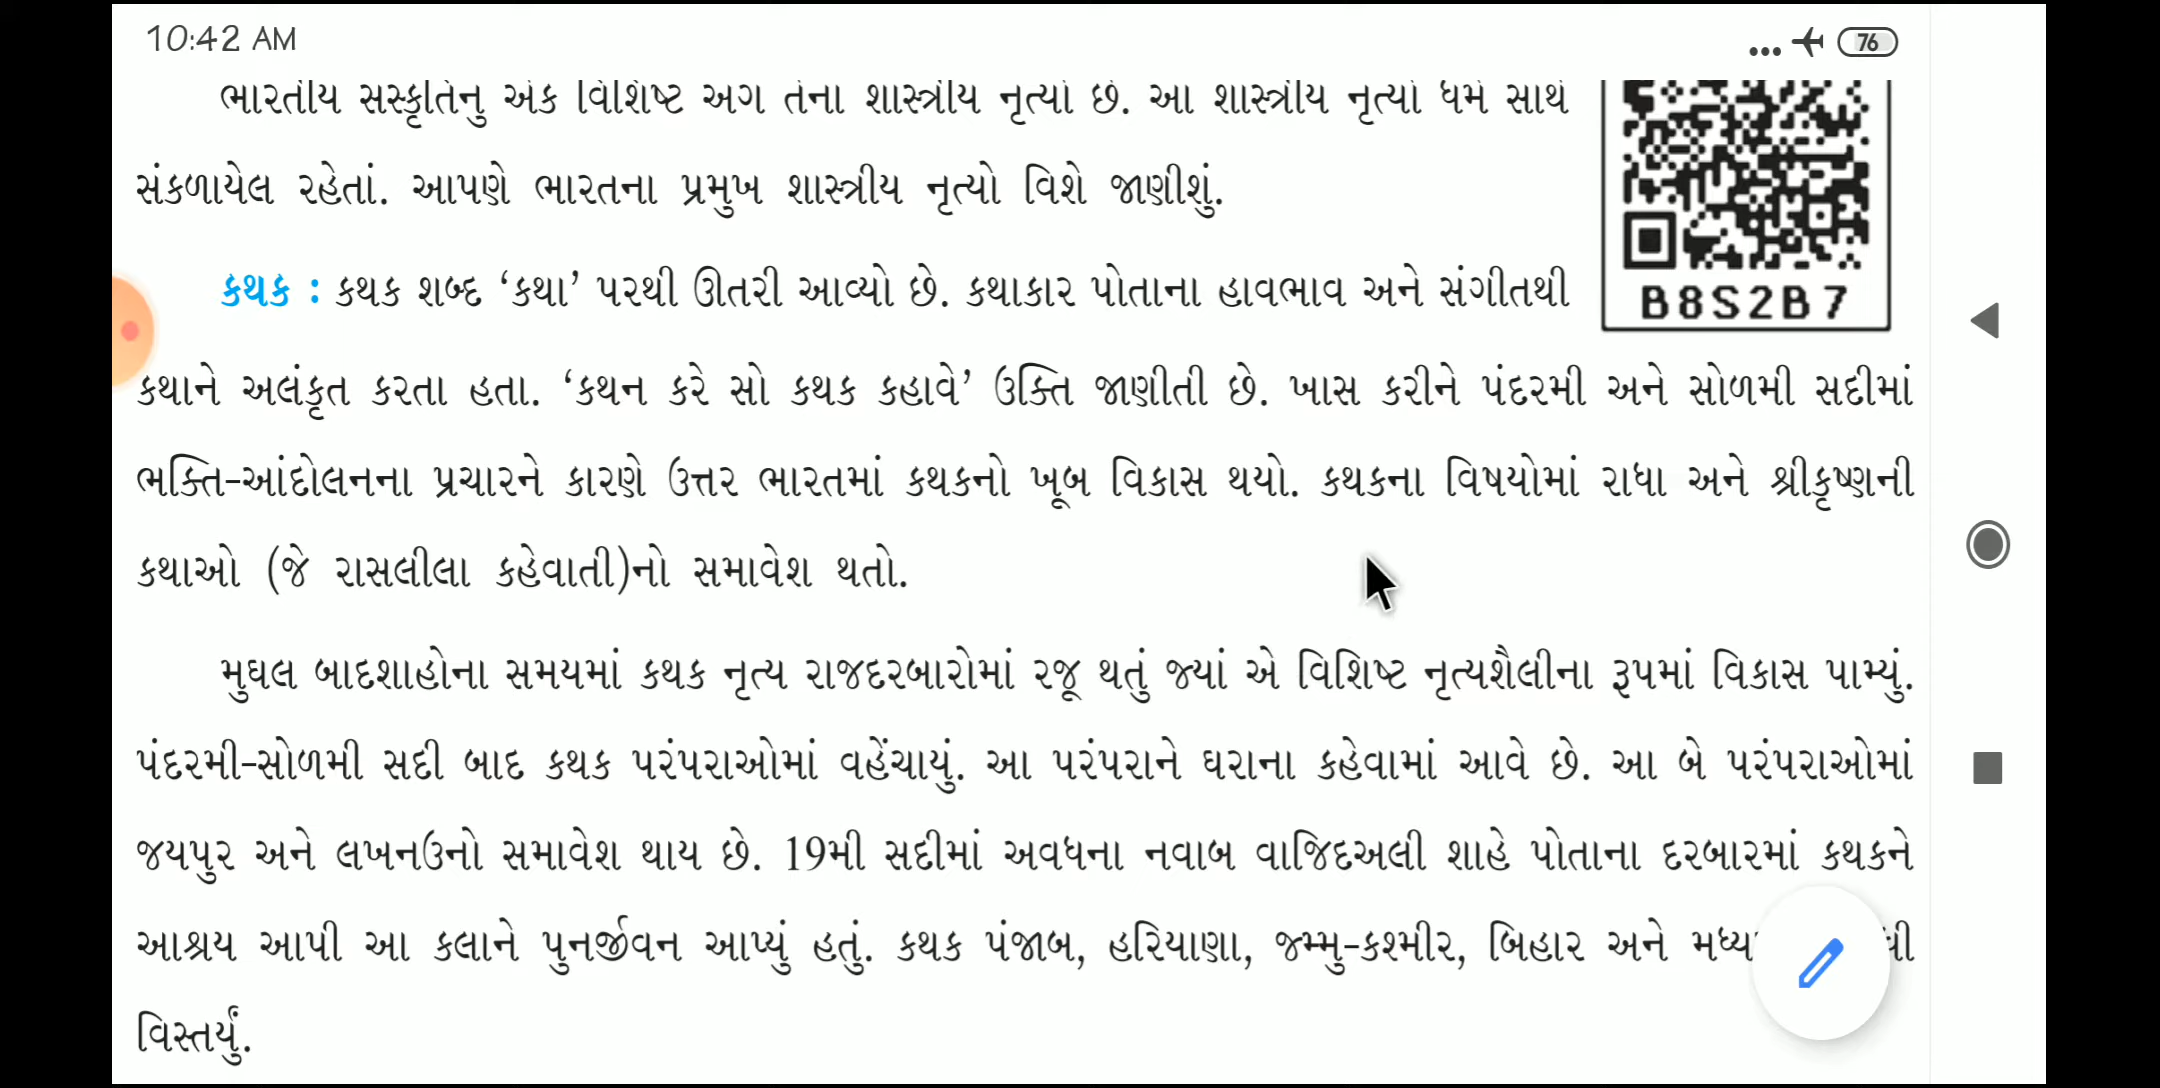 10:42 AM
76
ભારતીય સંસ્કૃતિનું એક વિશિષ્ટ અંગ તેના શાસ્ત્રીય નૃત્યો છે. આ શાસ્ત્રીય નૃત્યો ધર્મ સાથે
સંકળાયેલ રહેતાં. આપણે ભારતના પ્રમુખ શાસ્ત્રીય નૃત્યો વિશે જાણીશું.
B8S2B7
કથક : કથક શબ્દ ‘કથા’ પરથી ઊતરી આવ્યો છે. કથાકાર પોતાના હાવભાવ અને સંગીતથી
કથાને અલંકૃત કરતા હતા. ‘કથન કરે સો કથક કહાવે’ ઉક્તિ જાણીતી છે. ખાસ કરીને પંદરમી અને સોળમી સદીમાં
ભક્તિ-આંદોલનના પ્રચારને કારણે ઉત્તર ભારતમાં કથકનો ખૂબ વિકાસ થયો. કથકના વિષયોમાં રાધા અને શ્રીકૃષ્ણની
કથાઓ (જે રાસલીલા કહેવાતી)નો સમાવેશ થતો.
મુઘલ બાદશાહોના સમયમાં કથક નૃત્ય રાજદરબારોમાં રજૂ થતું જ્યાં એ વિશિષ્ટ નૃત્યશૈલીના રૂપમાં વિકાસ પામ્યું.
પંદરમી-સોળમી સદી બાદ કથક પરંપરાઓમાં વહેંચાયું. આ પરંપરાને ઘરાના કહેવામાં આવે છે. આ બે પરંપરાઓમાં
જયપુર અને લખનઉનો સમાવેશ થાય છે. 19મી સદીમાં અવધના નવાબ વાજિદઅલી શાહે પોતાના દરબારમાં કથકને
આશ્રય આપી આ કલાને પુનર્જીવન આપ્યું હતું. કથક પંજાબ, હરિયાણા, જમ્મુ-કશ્મીર, બિહાર અને
વિસ્તર્યું.